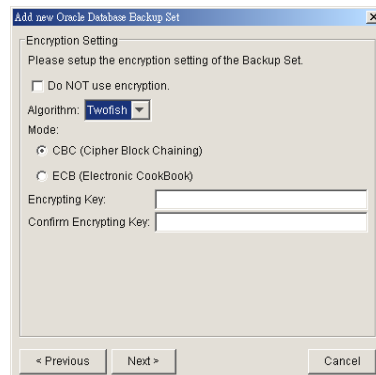 Add new Oracle Database Backup Set
Encryption Setting
Please setup the encryption setting of the Backup Set.
Do NOT use encryption.
Algorithm: Twofish
Mode:
CBC (Cipher Block Chaining)
ECB (Electronic CookBook)
Encrypting Key:
Confirm Encrypting Key:
< Previous Next > Cancel